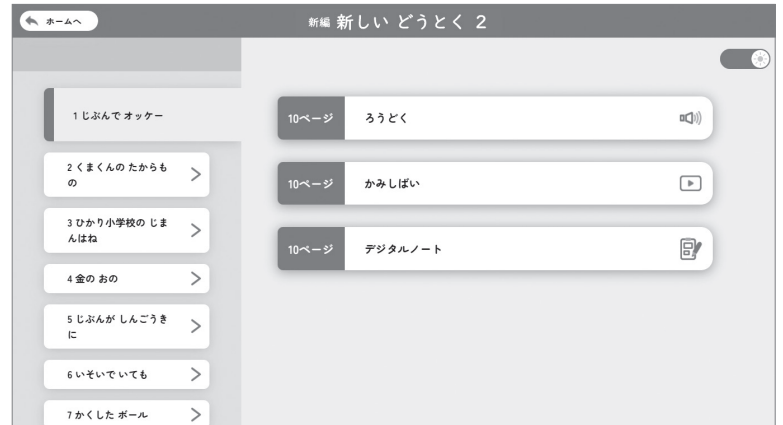 ホームへ
新編 新しい どうとく 2
1 じぶんで オッケー
2 くまくんの たからも
の
3 ひかり小学校の じま
んはね
4 金の おの
5 じぶんが しんごうき
に
6 いそいで いても
7 かくした ボール
10ページ ろうどく
10ページ かみしばい
10ページ デジタルノート